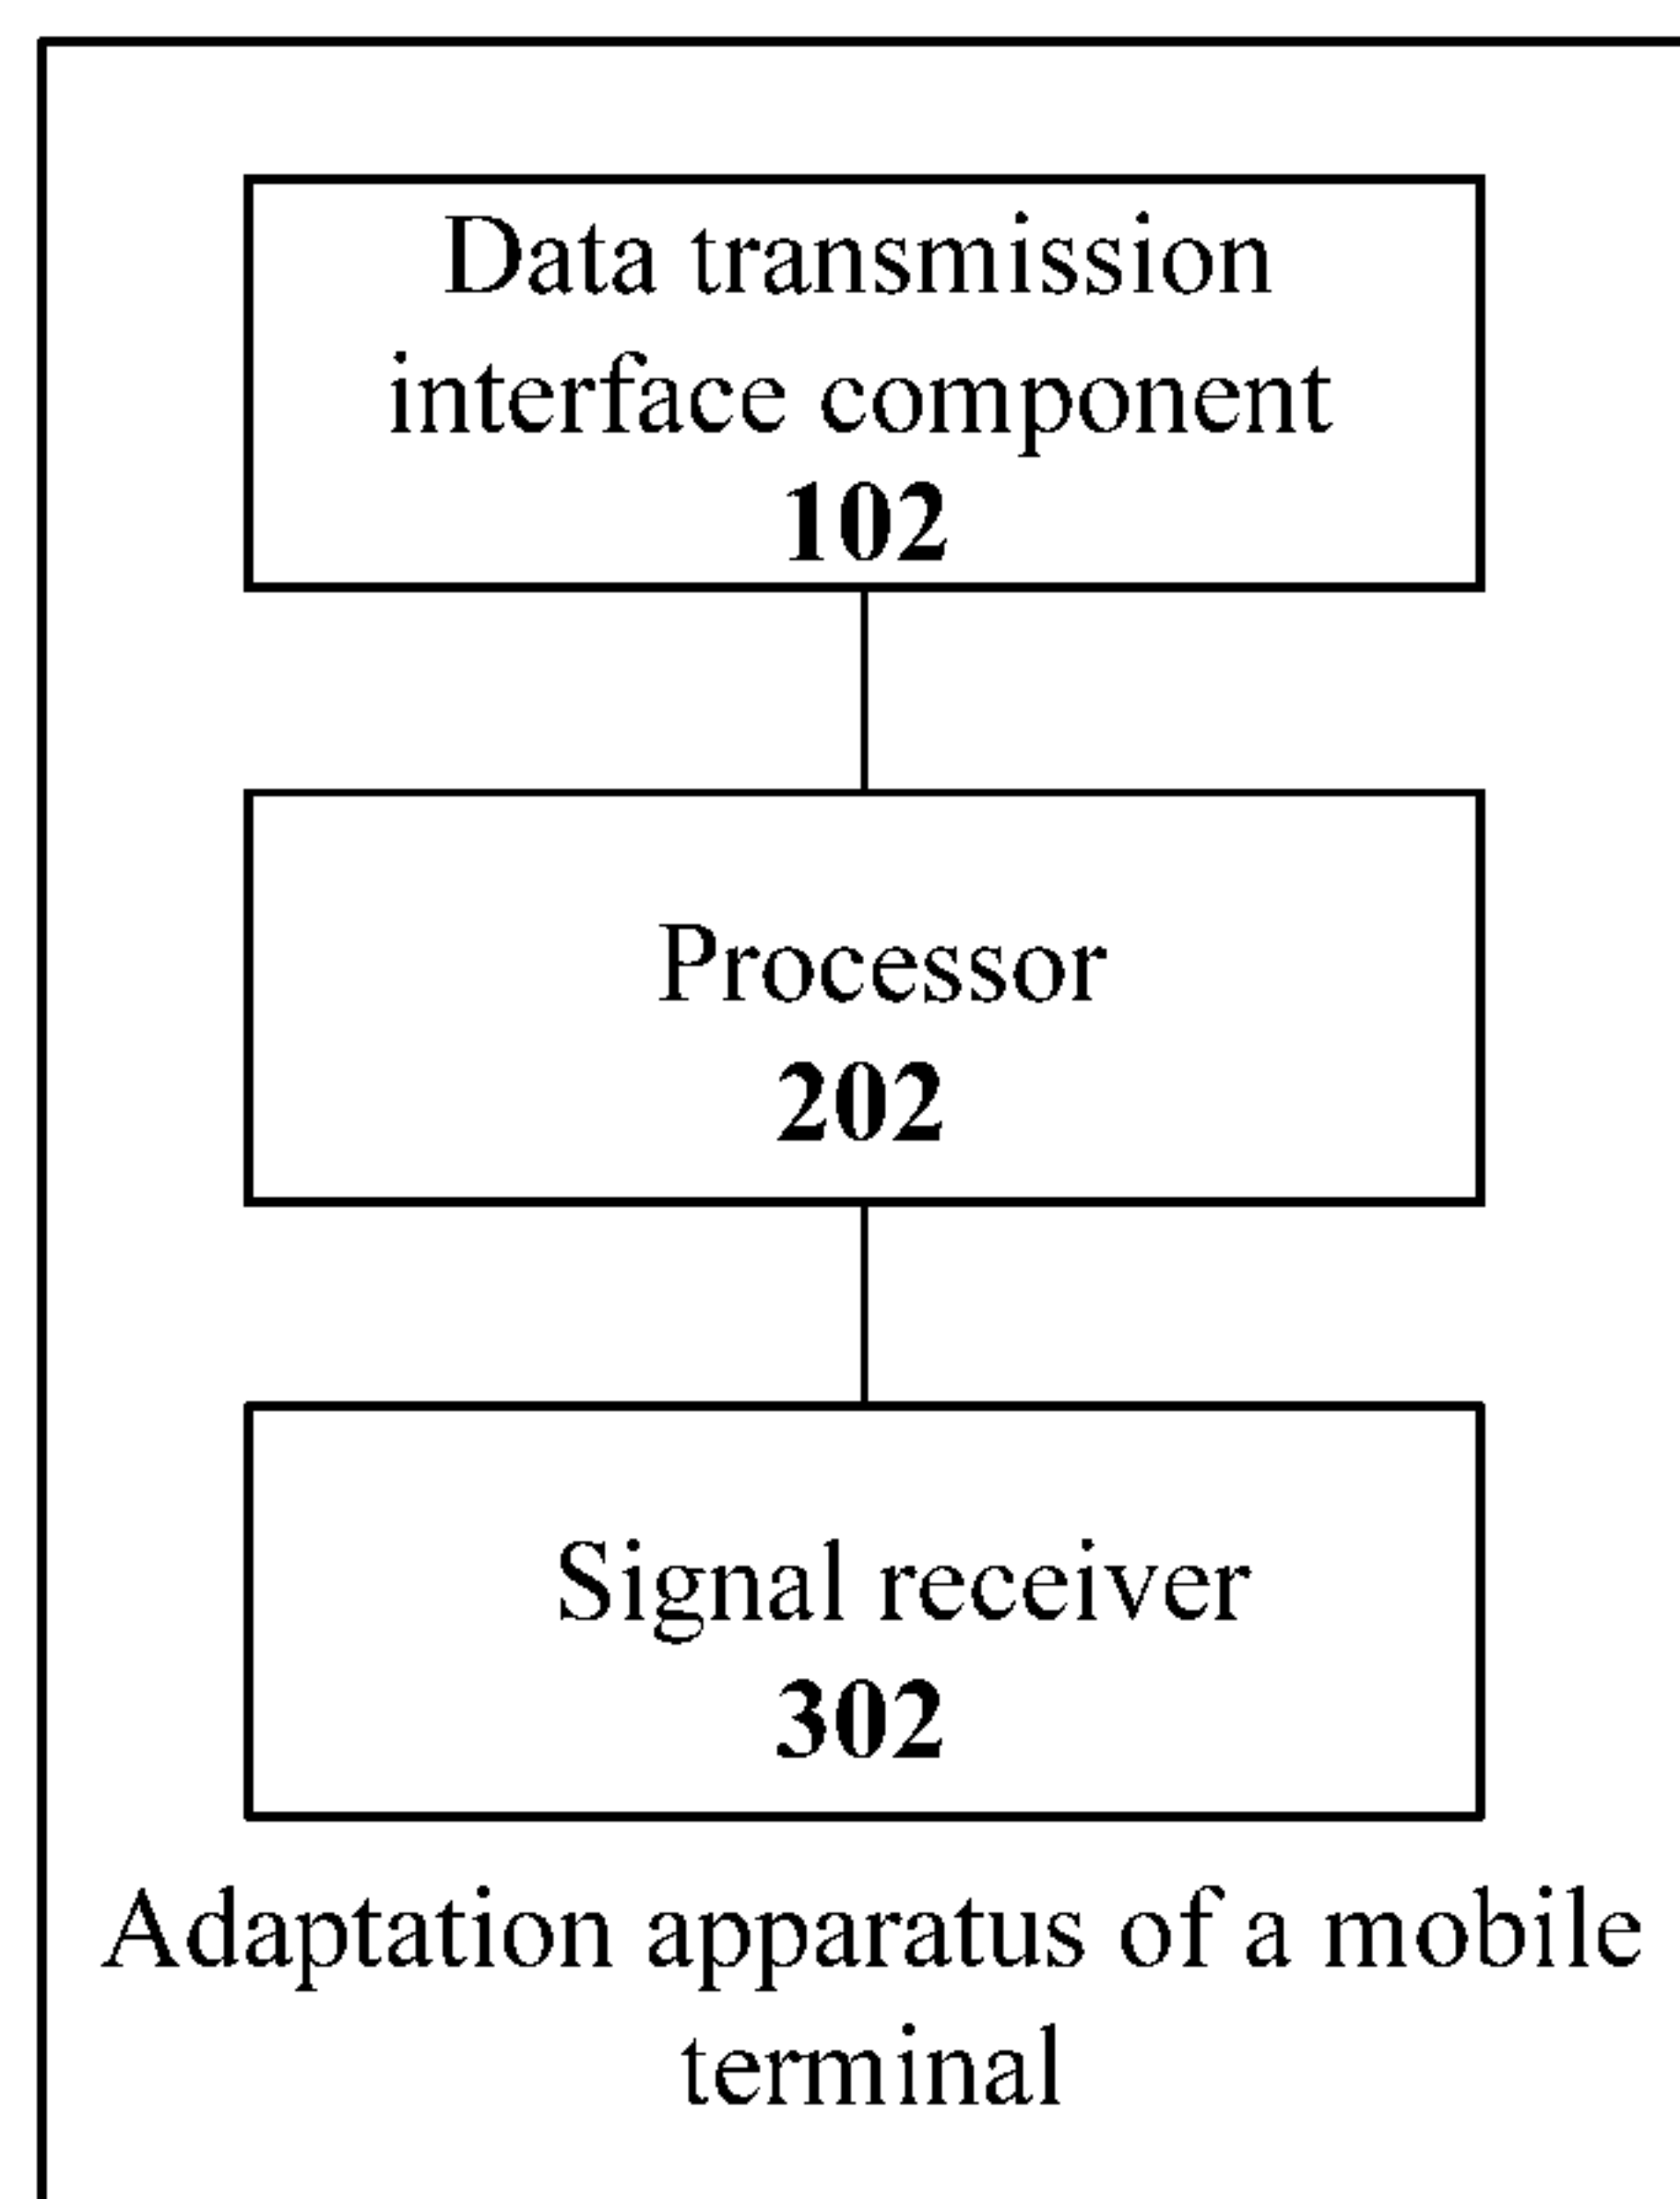 Data transmission
interface component
102
Processor
202
Signal receiver
302
Adaptation apparatus of a mobile
terminal